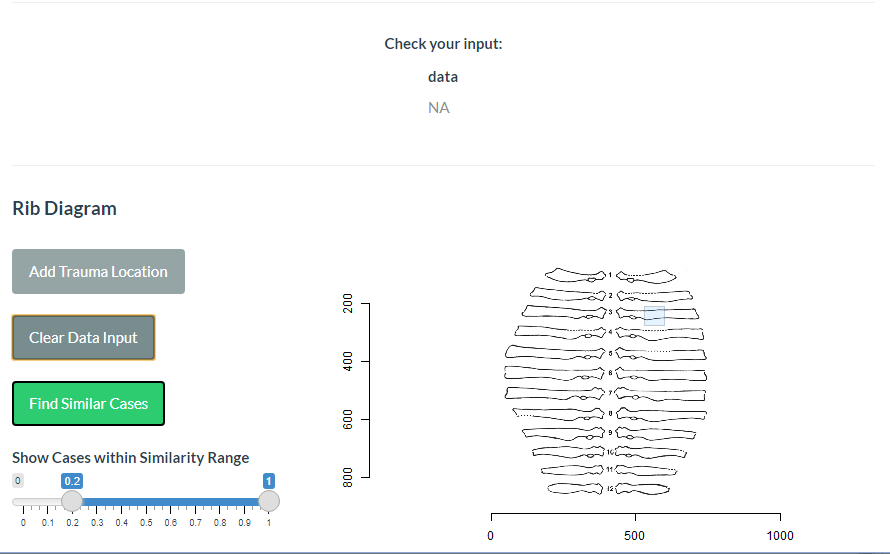 Check your input:
data
NA
Rib Diagram
Add Trauma Location
Clear Data Input
Find Similar Cases
Show Cases within Similarity Range
0 0.2 1
0 0.1 0.2 0.3 0.4 0.5 0.6 0.7 0.8 0.9 1
200
400
600
800
1
2
3
4
5
6
7
8
9
10
11
12
0 500 1000